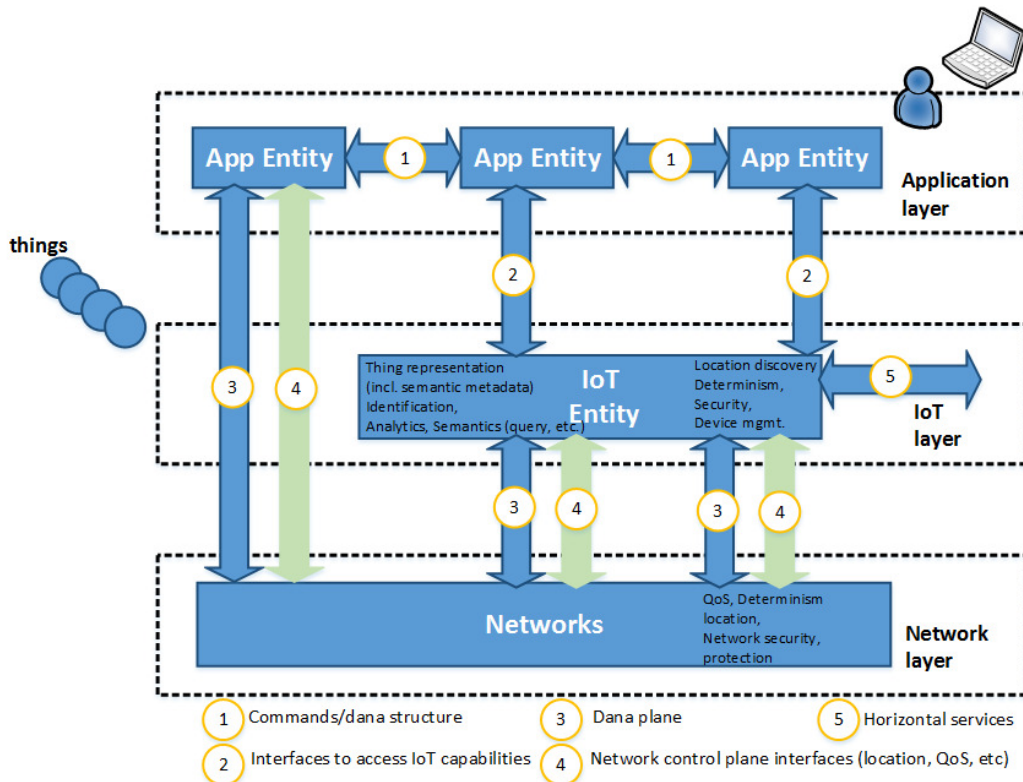 App Entity
1
App Entity
1
App Entity
Application
layer
things
2
2
Thing representation
(incl. semantic metadata)
Identification,
Analytics, Semantics (query, etc.)
IoT
Entity
Location discovery
Determinism,
Security,
Device mgmt.
5
IoT
layer
3
4
3
4
3
4
Networks
QoS, Determinism
location,
Network security,
protection
Network
layer
1 Commands/dana structure
3 Dana plane
5 Horizontal services
2 Interfaces to access IoT capabilities
4 Network control plane interfaces (location, QoS, etc)